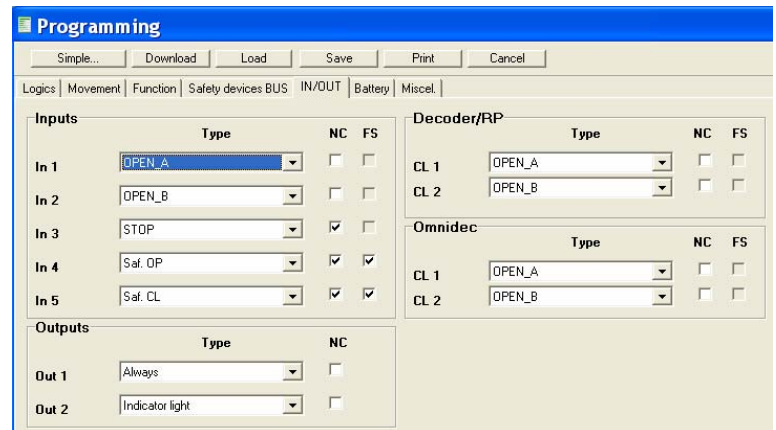 Programming
Simple... Download Load Save Print Cancel
Logics Movement Function Safety devices BUS IN/OUT Battery Miscel.
Inputs
Type NC FS
In 1 OPEN_A
In 2 OPEN_B
In 3 STOP
In 4 Saf. OP
In 5 Saf. CL
Outputs
Type NC
Out 1 Always
Out 2 Indicator light
Decoder/RP
Type NC FS
CL 1 OPEN_A
CL 2 OPEN_B
Omnidec
Type NC FS
CL 1 OPEN_A
CL 2 OPEN_B